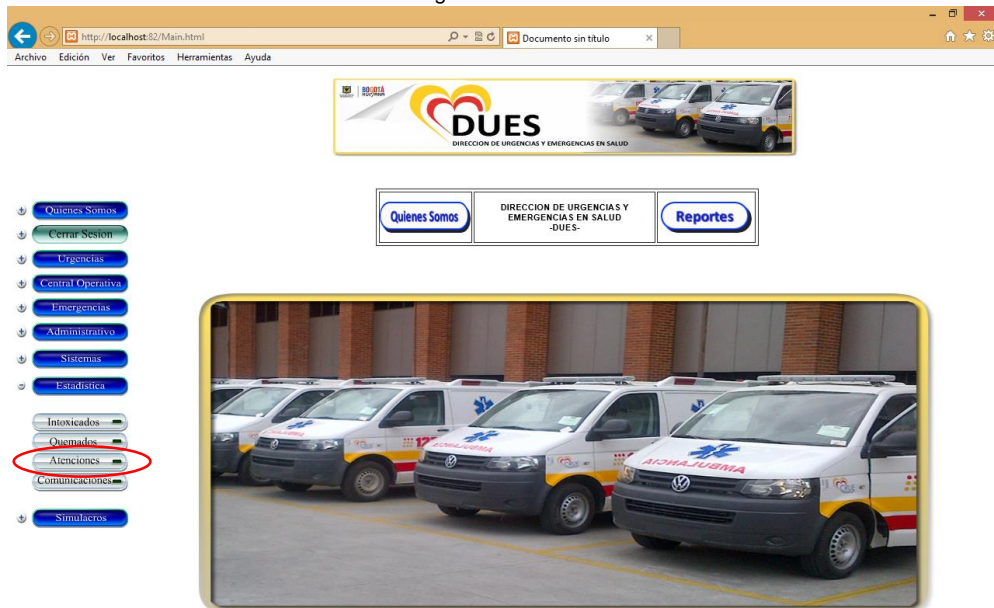 http://localhost:82/Main.html
Documento sin título
Archivo Edición Ver Favoritos Herramientas Ayuda
BOGOTÁ
HUMANA
DUES
DIRECCION DE URGENCIAS Y EMERGENCIAS EN SALUD
Quienes Somos
DIRECCION DE URGENCIAS Y
EMERGENCIAS EN SALUD
-DUES-
Reportes
Quienes Somos
Cerrar Sesion
Urgencias
Central Operativa
Emergencias
Administrativo
Sistemas
Estadistica
Intoxicados
Quemados
Atenciones
Comunicaciones
Simulacros
AMBULANCIA
AMBULANCIA